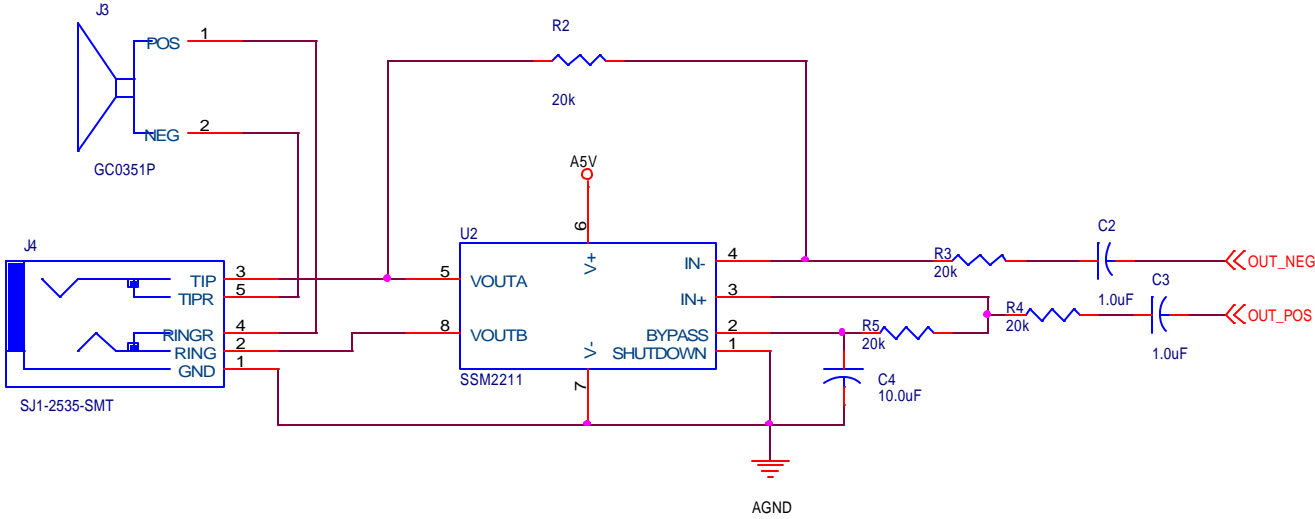 J3
POS 1
NEG 2
GC0351P
R2
20k
A5V
J4
TIP 3
TIPR 5
RINGR 4
RING 2
GND 1
SJ1-2535-SMT
U2
6
V+
5 VOUTA
8 VOUTB
IN- 4
IN+ 3
BYPASS 2
SHUTDOWN 1
V-
7
SSM2211
R3
20k
C2
1.0uF
OUT_NEG
R4
20k
C3
1.0uF
OUT_POS
R5
20k
C4
10.0uF
AGND